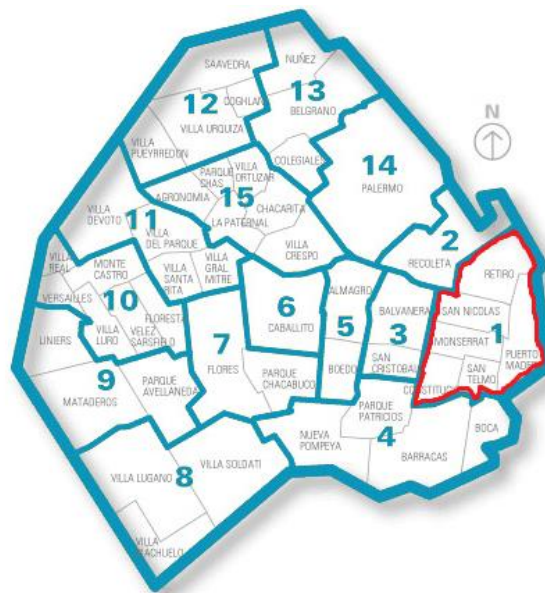 NUÑEZ
SAAVEDRA
13
12
COGHLAN
BELGRANO
VILLA URQUIZA
N
VILLA
PUEYRREDON
COLEGIALES
14
PALERMO
PARQUE
CHAS
VILLA
ORTUZAR
AGRONOMIA
15
CHACARITA
LA PATERNAL
VILLA
DEVOTO
11
VILLA
DEL PARQUE
VILLA
CRESPO
2
RECOLETA
VILLA
REAL
MONTE
CASTRO
VILLA
SANTA
RITA
VILLA
GRAL
MITRE
RETIRO
VERSAILLES
10
6
CABALLITO
ALMAGRO
BALVANERA
SAN NICOLAS
1
FLORESTA
LINIERS
VILLA
LURO
VELEZ
SARSFIELD
7
FLORES
5
3
MONSERRAT
PUERTO
MADER
BOEDO
SAN
CRISTOBAL
SAN
TELMO
CONSTITUCI
9
MATADEROS
PARQUE
AVELLANEDA
PARQUE
CHACABUCO
PARQUE
PATRICIOS
4
NUEVA
POMPEYA
BOCA
BARRACAS
8
VILLA LUGANO
VILLA SOLDATI
VILLA
RIACHUELO